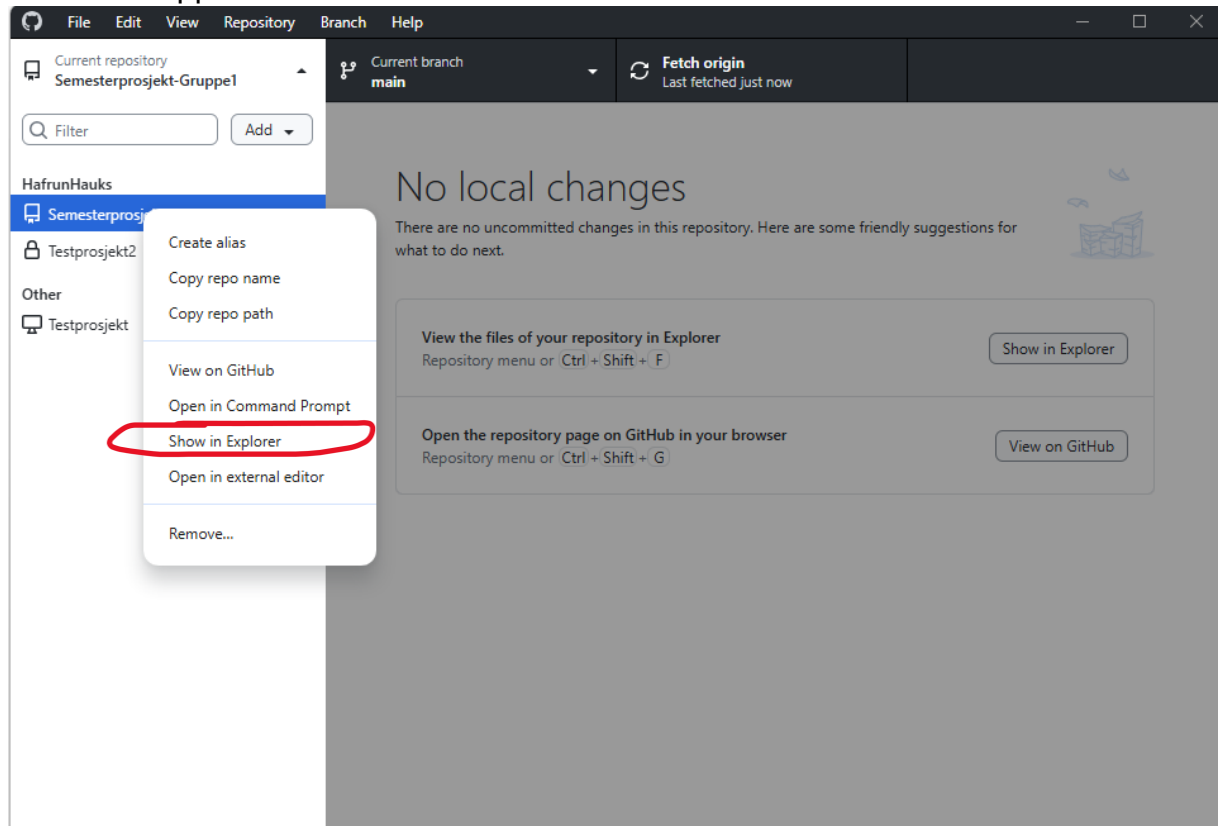 File Edit View Repository Branch Help
Current repository
Semesterprosjekt-Gruppe1
Current branch
main
Fetch origin
Last fetched just now
Filter
Add
HafrunHauks
Semesterprosj
Testprosjekt2
Other
Testprosjekt
Create alias
Copy repo name
Copy repo path
View on GitHub
Open in Command Prompt
Show in Explorer
Open in external editor
Remove...
No local changes
There are no uncommitted changes in this repository. Here are some friendly suggestions for
what to do next.
View the files of your repository in Explorer
Repository menu or Ctrl + Shift + F
Show in Explorer
Open the repository page on GitHub in your browser
Repository menu or Ctrl + Shift + G
View on GitHub